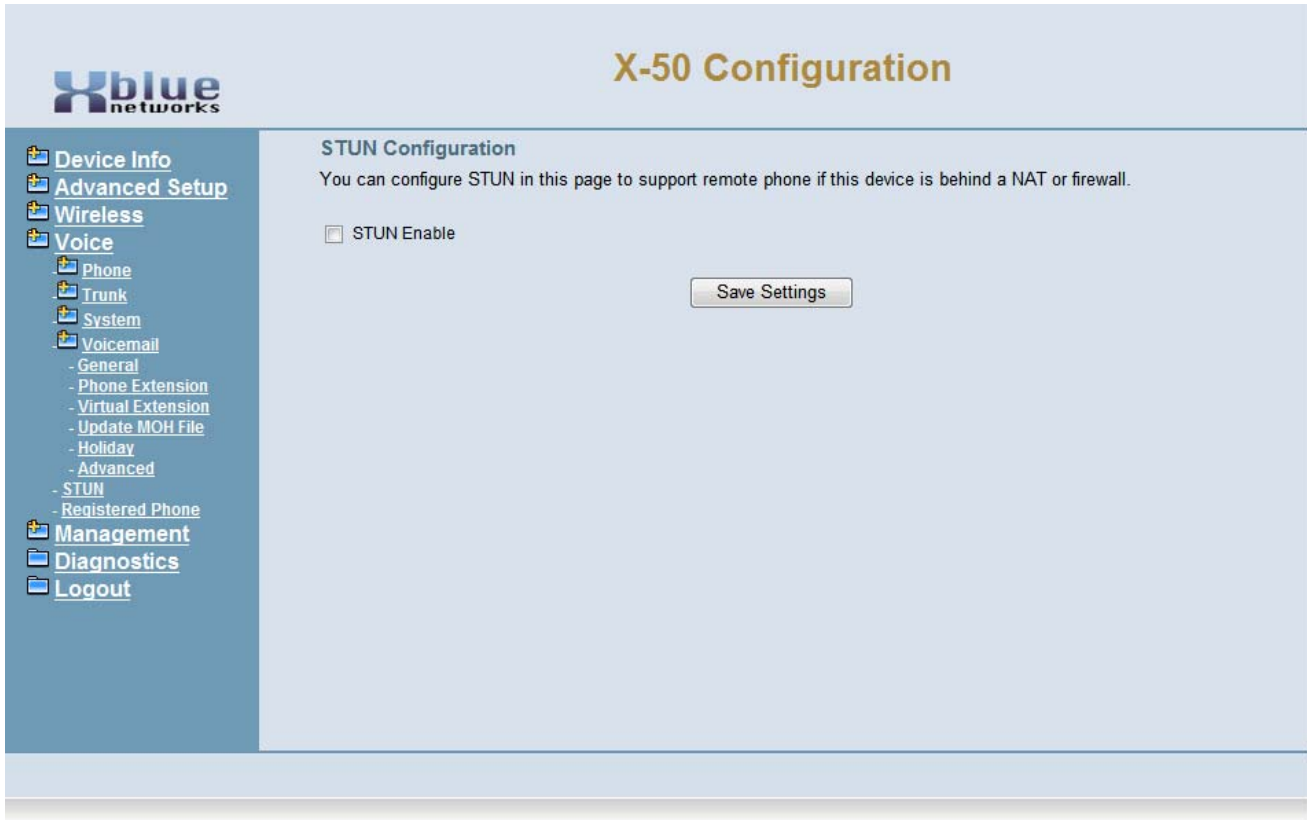 Xblue
networks
X-50 Configuration
Device Info
Advanced Setup
Wireless
Voice
Phone
Trunk
System
Voicemail
- General
- Phone Extension
- Virtual Extension
- Update MOH File
- Holiday
- Advanced
- STUN
- Registered Phone
Management
Diagnostics
Logout
STUN Configuration
You can configure STUN in this page to support remote phone if this device is behind a NAT or firewall.
STUN Enable
Save Settings